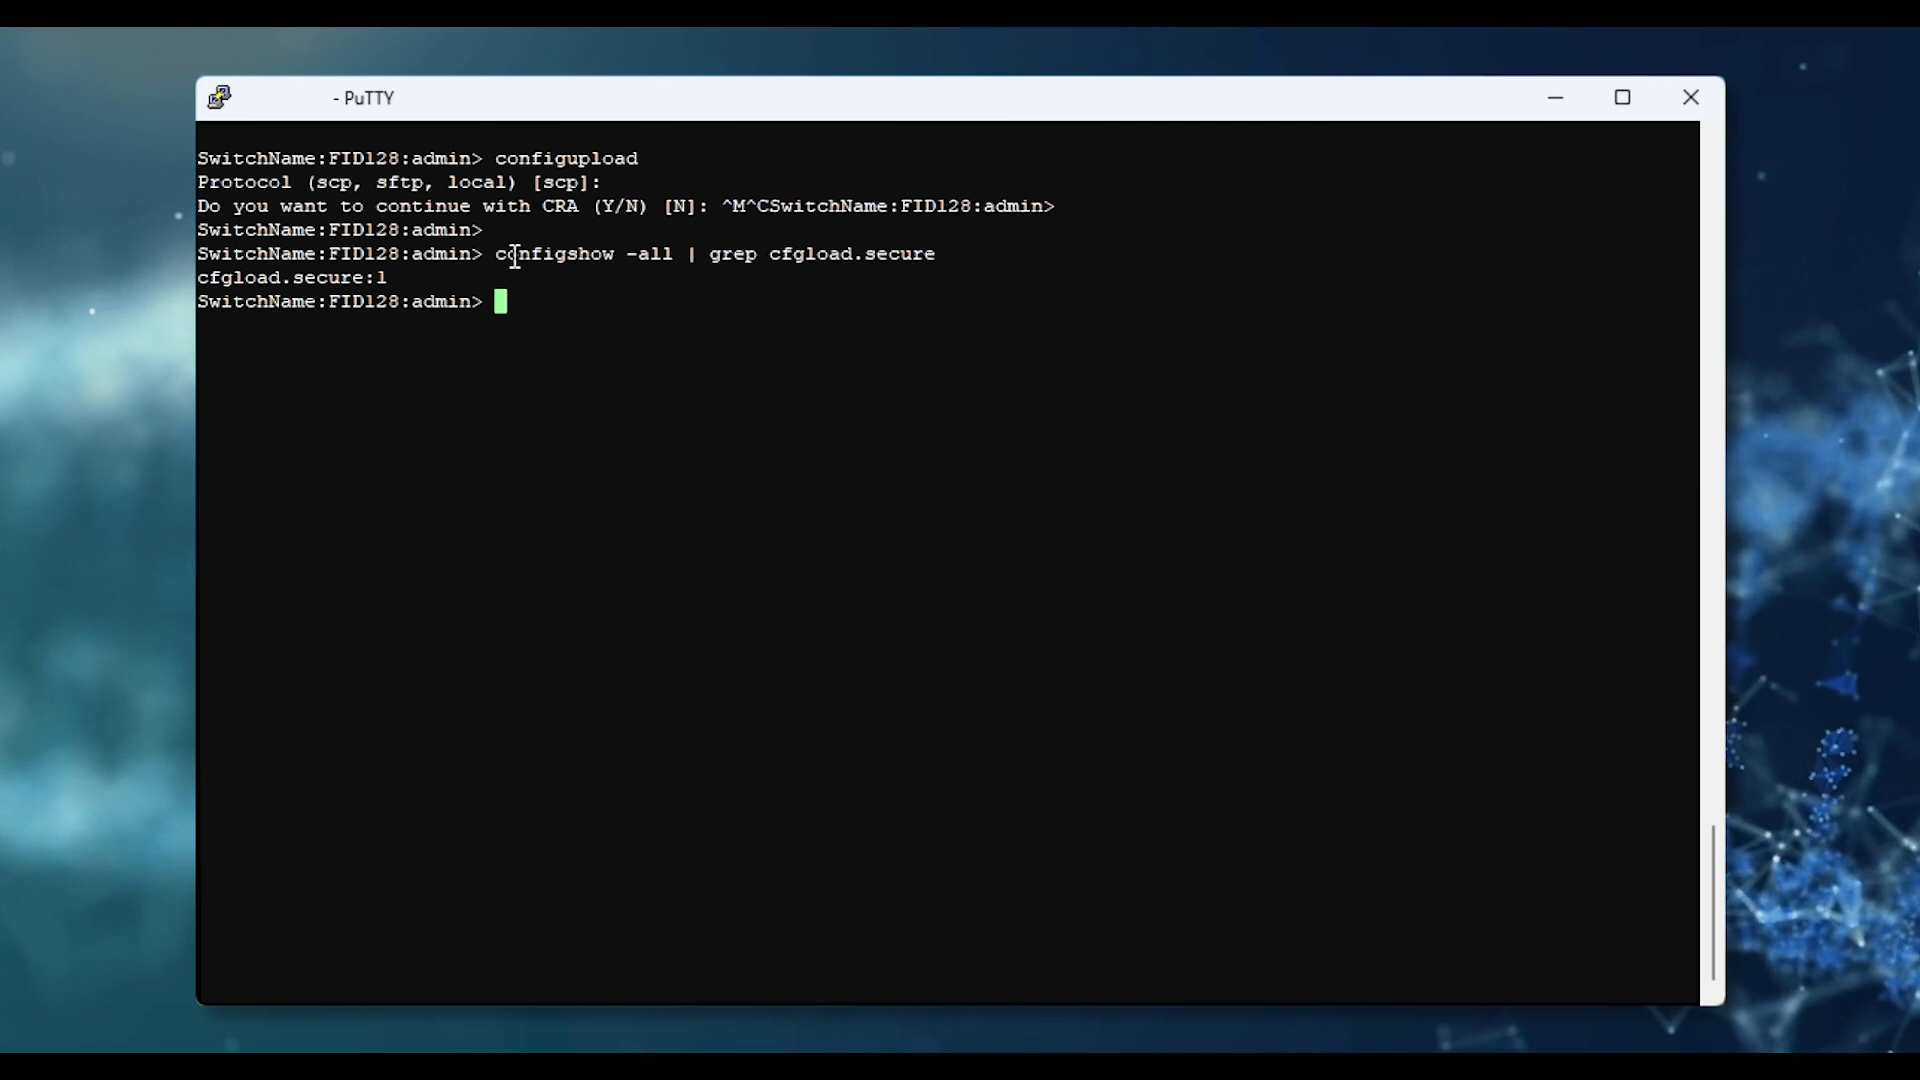 - PuTTY
SwitchName:FID128:admin> configupload
Protocol (scp, sftp, local) [scp]:
Do you want to continue with CRA (Y/N) [N]: ^M^CSwitchName:FID128:admin>
SwitchName:FID128:admin>
SwitchName:FID128:admin> configshow -all | grep cfgload.secure
cfgload.secure:1
SwitchName:FID128:admin>